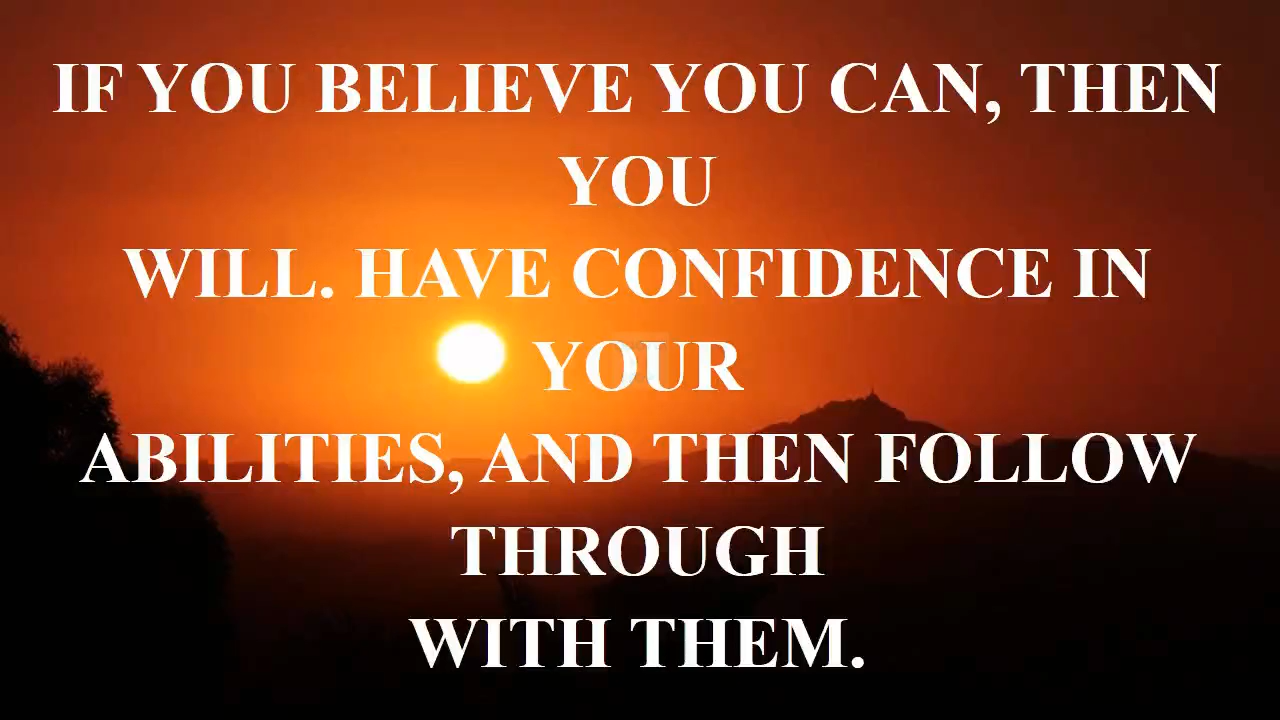 IF YOU BELIEVE YOU CAN, THEN
YOU
WILL. HAVE CONFIDENCE IN
YOUR
ABILITIES, AND THEN FOLLOW
THROUGH
WITH THEM.